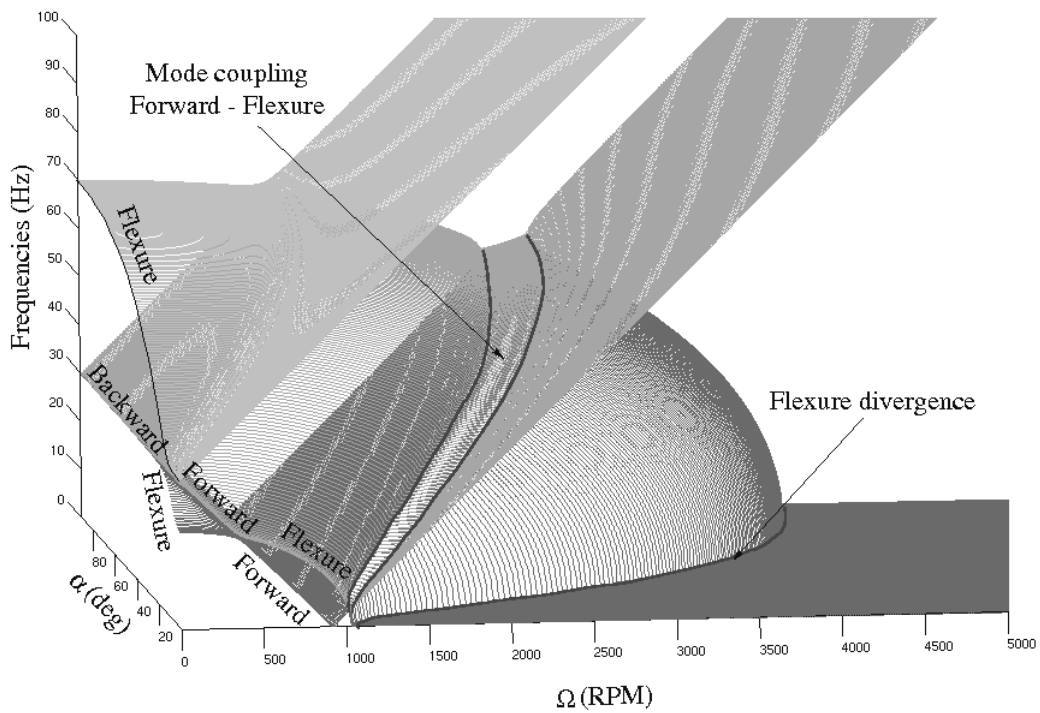 100
90
80
70
60
50
40
30
20
10
0
Frequencies (Hz)
Mode coupling
Forward - Flexure
Flexure
Backward
Flexure
Forward
Flexure
Forward
Flexure divergence
80
60
40
20
α (deg)
0
500
1000
1500
2000
2500
3000
3500
4000
4500
5000
Ω (RPM)